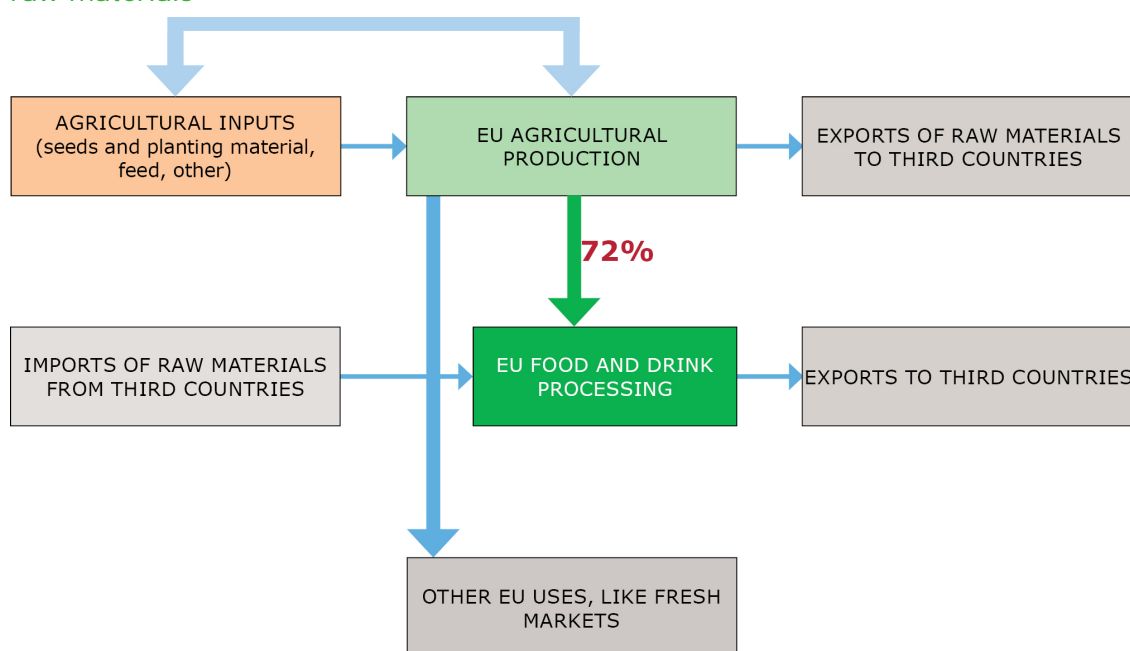 raw materials
AGRICULTURAL INPUTS
(seeds and planting material,
feed, other)
EU AGRICULTURAL
PRODUCTION
EXPORTS OF RAW MATERIALS
TO THIRD COUNTRIES
72%
IMPORTS OF RAW MATERIALS
FROM THIRD COUNTRIES
EU FOOD AND DRINK
PROCESSING
EXPORTS TO THIRD COUNTRIES
OTHER EU USES, LIKE FRESH
MARKETS